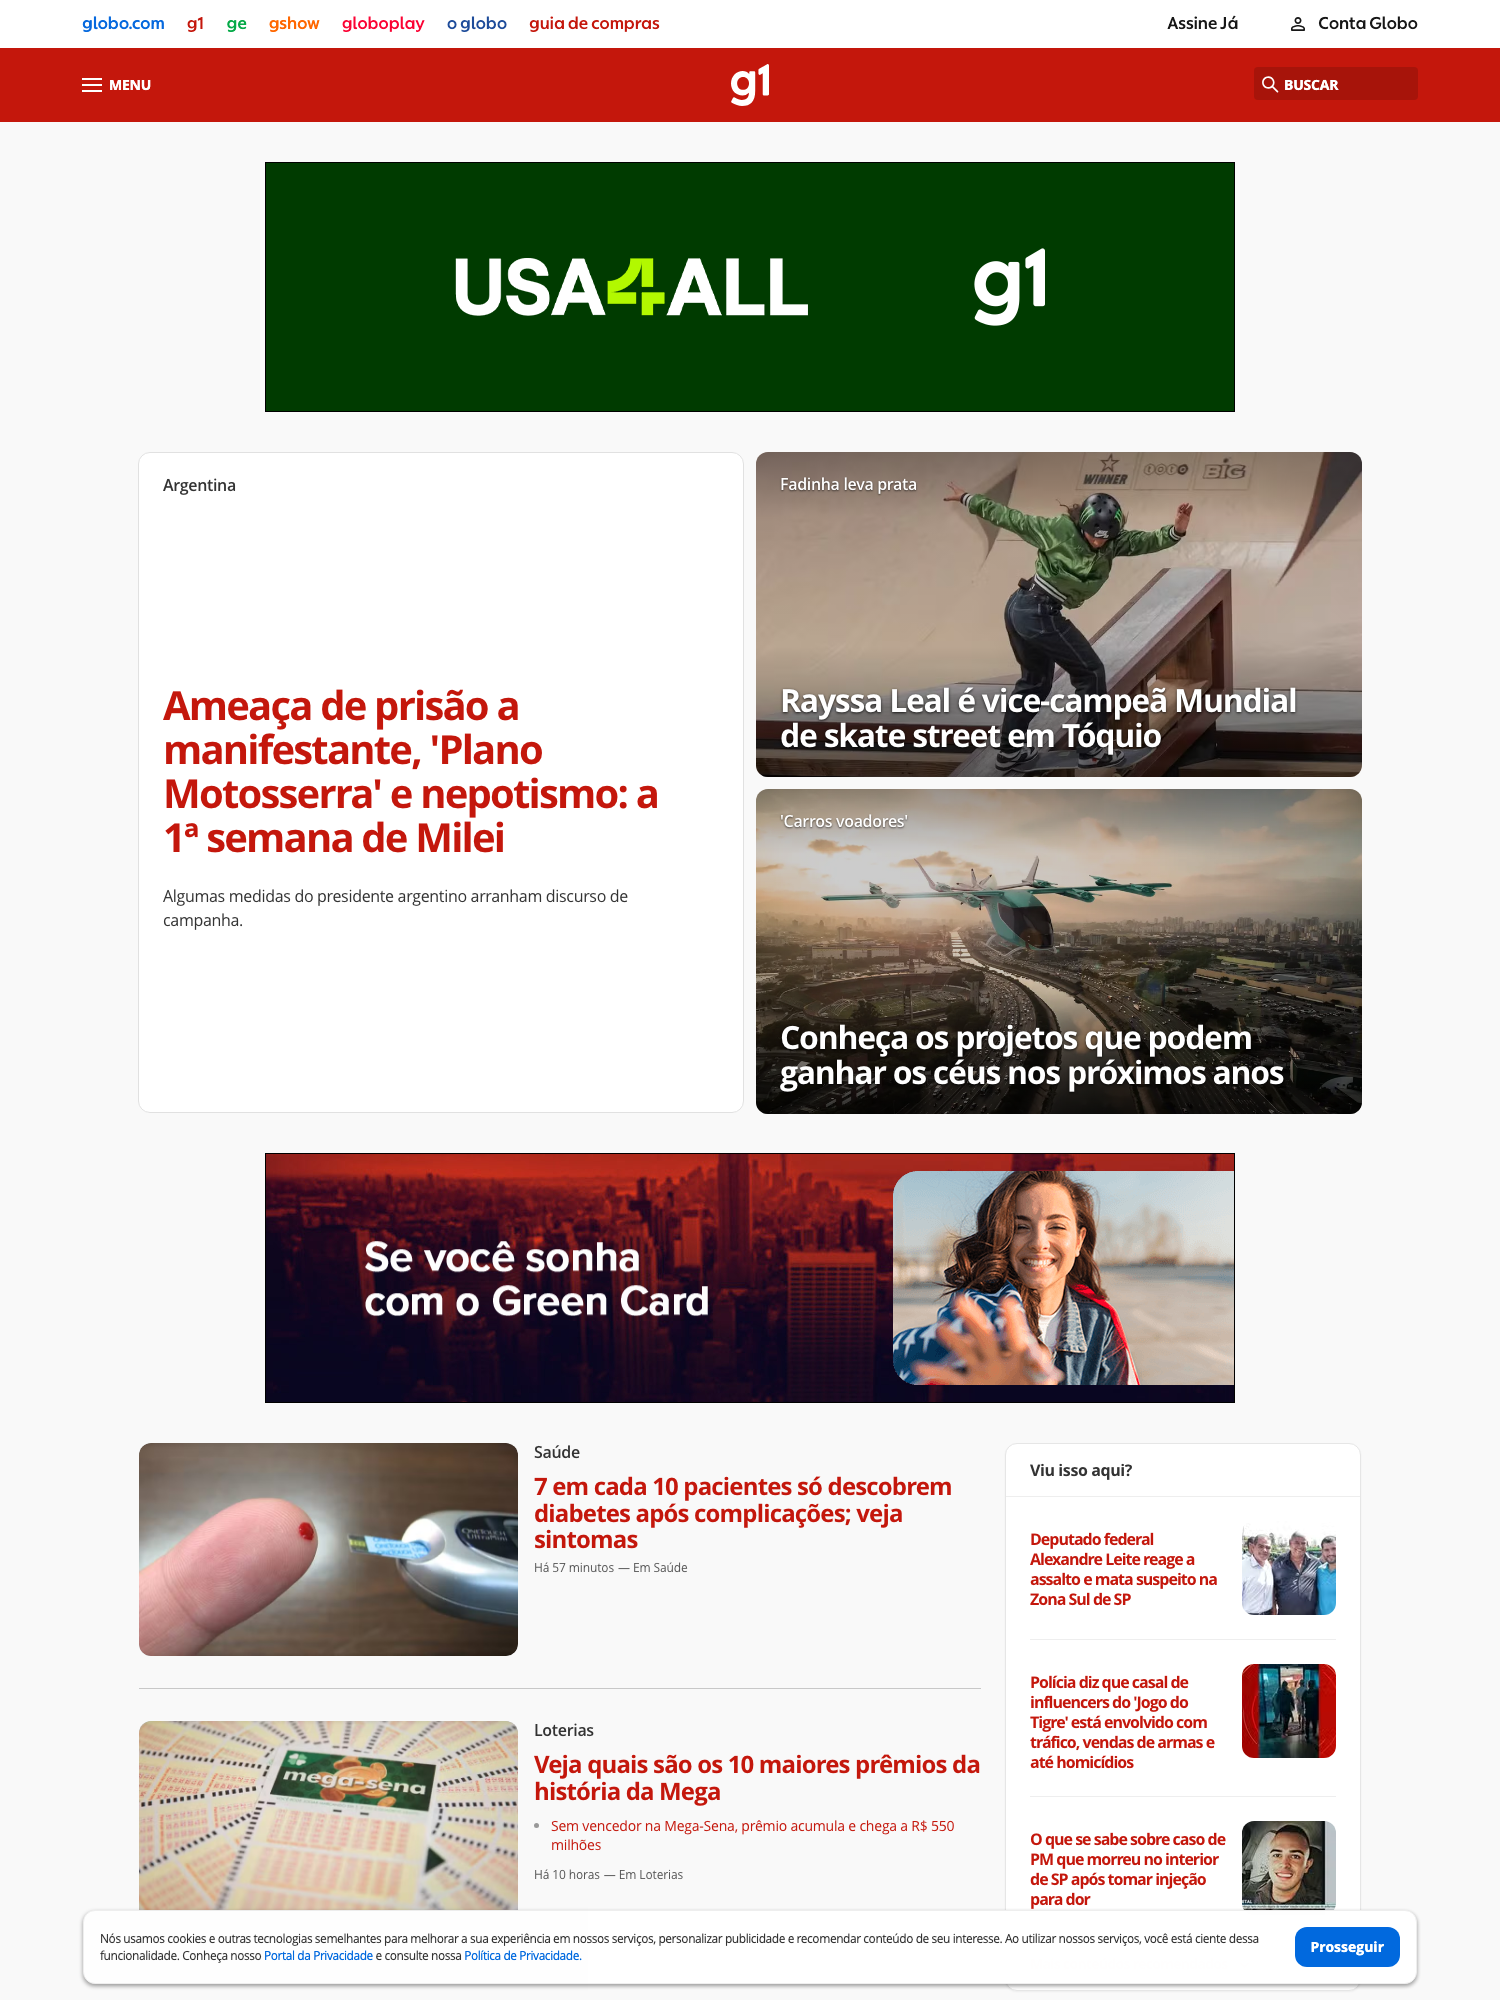 globo.com g1 ge gshow globoplay o globo guia de compras Assine Já Conta Globo
MENU g1 BUSCAR
USA4ALL g1
Argentina
Ameaça de prisão a
manifestante, 'Plano
Motosserra' e nepotismo: a
1ª semana de Milei
Algumas medidas do presidente argentino arranham discurso de
campanha.
Fadinha leva prata
WINNER BIG
Rayssa Leal é vice-campeã Mundial
de skate street em Tóquio
'Carros voadores'
Conheça os projetos que podem
ganhar os céus nos próximos anos
Se você sonha
com o Green Card
Saúde
7 em cada 10 pacientes só descobrem
diabetes após complicações; veja
sintomas
Há 57 minutos — Em Saúde
ONETOUCH
UltraMini
Loterias
Veja quais são os 10 maiores prêmios da
história da Mega
Sem vencedor na Mega-Sena, prêmio acumula e chega a R$ 550
milhões
Há 10 horas — Em Loterias
mega-sena
Viu isso aqui?
Deputado federal
Alexandre Leite reage a
assalto e mata suspeito na
Zona Sul de SP
Polícia diz que casal de
influencers do 'Jogo do
Tigre' está envolvido com
tráfico, vendas de armas e
até homicídios
O que se sabe sobre caso de
PM que morreu no interior
de SP após tomar injeção
para dor
Nós usamos cookies e outras tecnologias semelhantes para melhorar a sua experiência em nossos serviços, personalizar publicidade e recomendar conteúdo de seu interesse. Ao utilizar nossos serviços, você está ciente dessa
funcionalidade. Conheça nosso Portal da Privacidade e consulte nossa Política de Privacidade.
Prosseguir